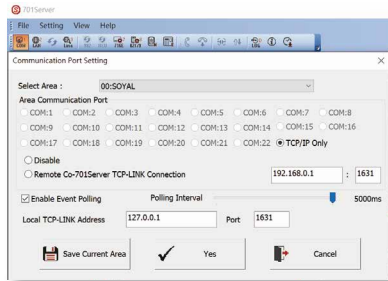 701Server
File Setting View Help
Communication Port Setting
Select Area : 00:SOYAL
Area Communication Port
COM:1 COM:2 COM:3 COM:4 COM:5 COM:6 COM:7 COM:8
COM:9 COM:10 COM:11 COM:12 COM:13 COM:14 COM:15 COM:16
COM:17 COM:18 COM:19 COM:20 COM:21 COM:22 TCP/IP Only
Disable
Remote Co-701Server TCP-LINK Connection 192.168.0.1 : 1631
Enable Event Polling Polling Interval 5000ms
Local TCP-LINK Address 127.0.0.1 Port 1631
Save Current Area Yes Cancel